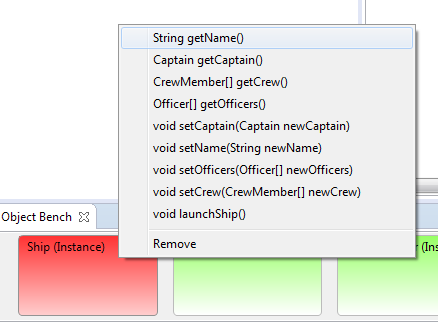 String getName()
Captain getCaptain()
CrewMember[] getCrew()
Officer[] getOfficers()
void setCaptain(Captain newCaptain)
void setName(String newName)
void setOfficers(Officer[] newOfficers)
void setCrew(CrewMember[] newCrew)
void launchShip()
Remove
Object Bench
Ship (Instance)